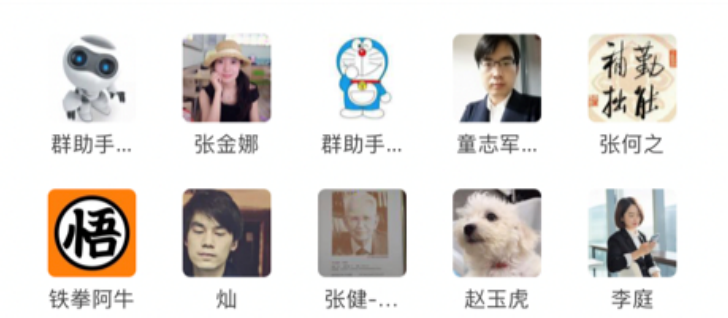 勤能
補拙
群助手...
张金娜
群助手...
童志军...
张何之
悟
铁拳阿牛
灿
张健-...
赵玉虎
李庭